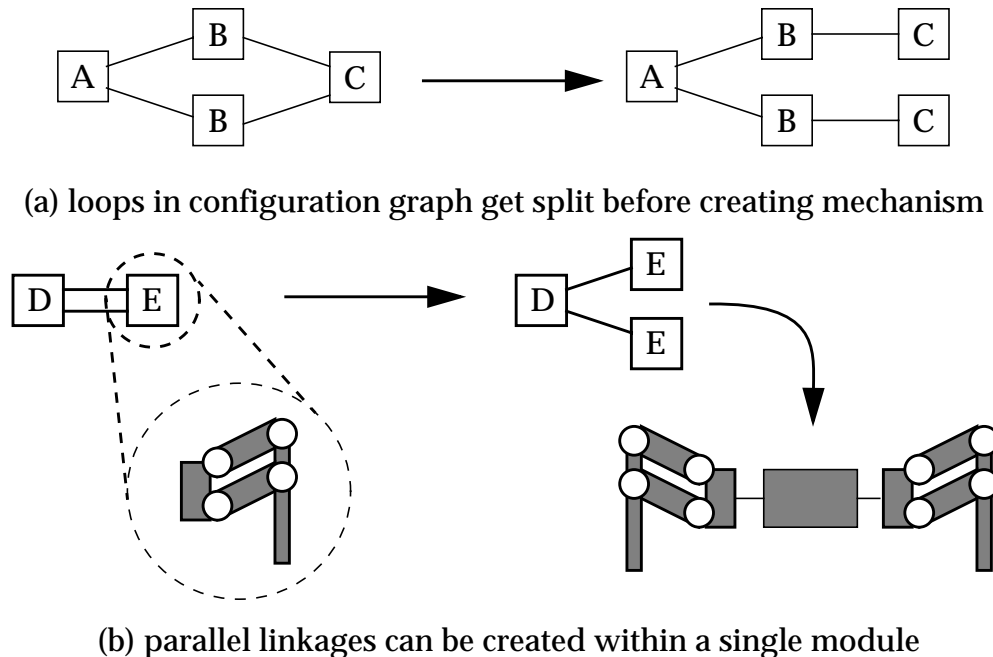 B
B
C
A
C
A
B
B
C
(a) loops in configuration graph get split before creating mechanism
D
E
E
D
E
(b) parallel linkages can be created within a single module